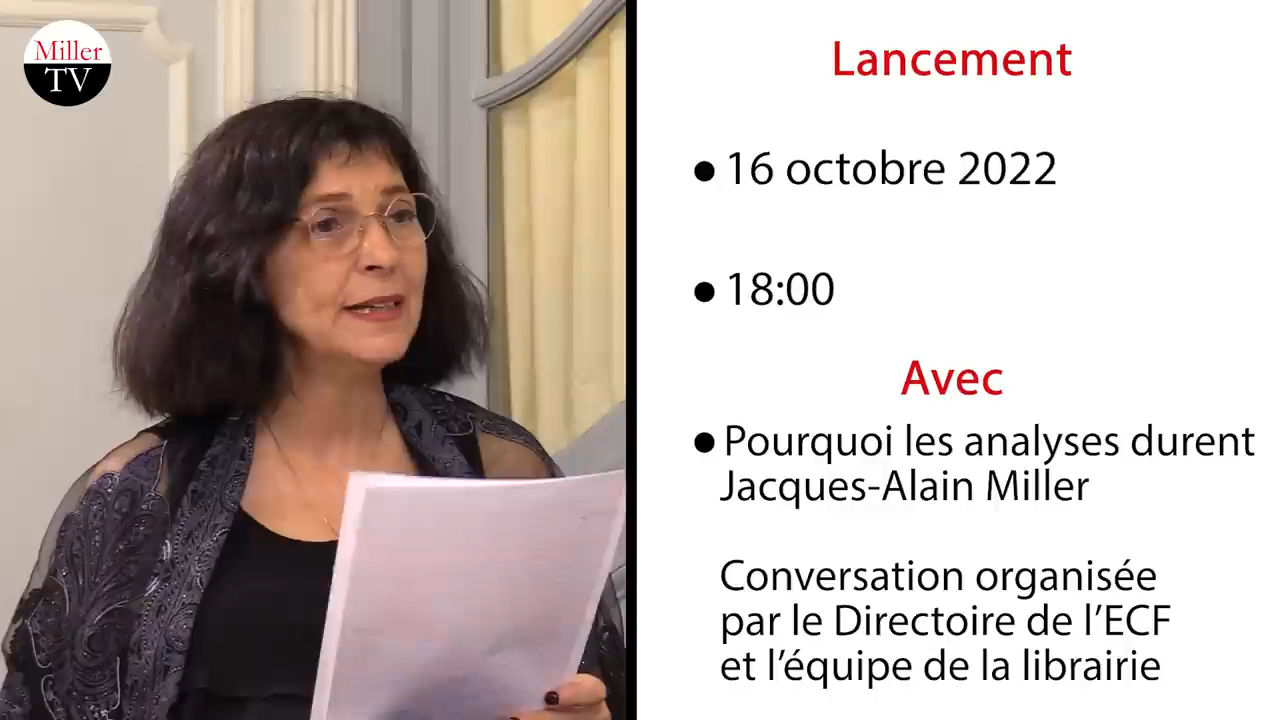 Miller
TV
Lancement
● 16 octobre 2022
● 18:00
Avec
● Pourquoi les analyses durent
Jacques-Alain Miller
Conversation organisée
par le Directoire de l’ECF
et l’équipe de la librairie